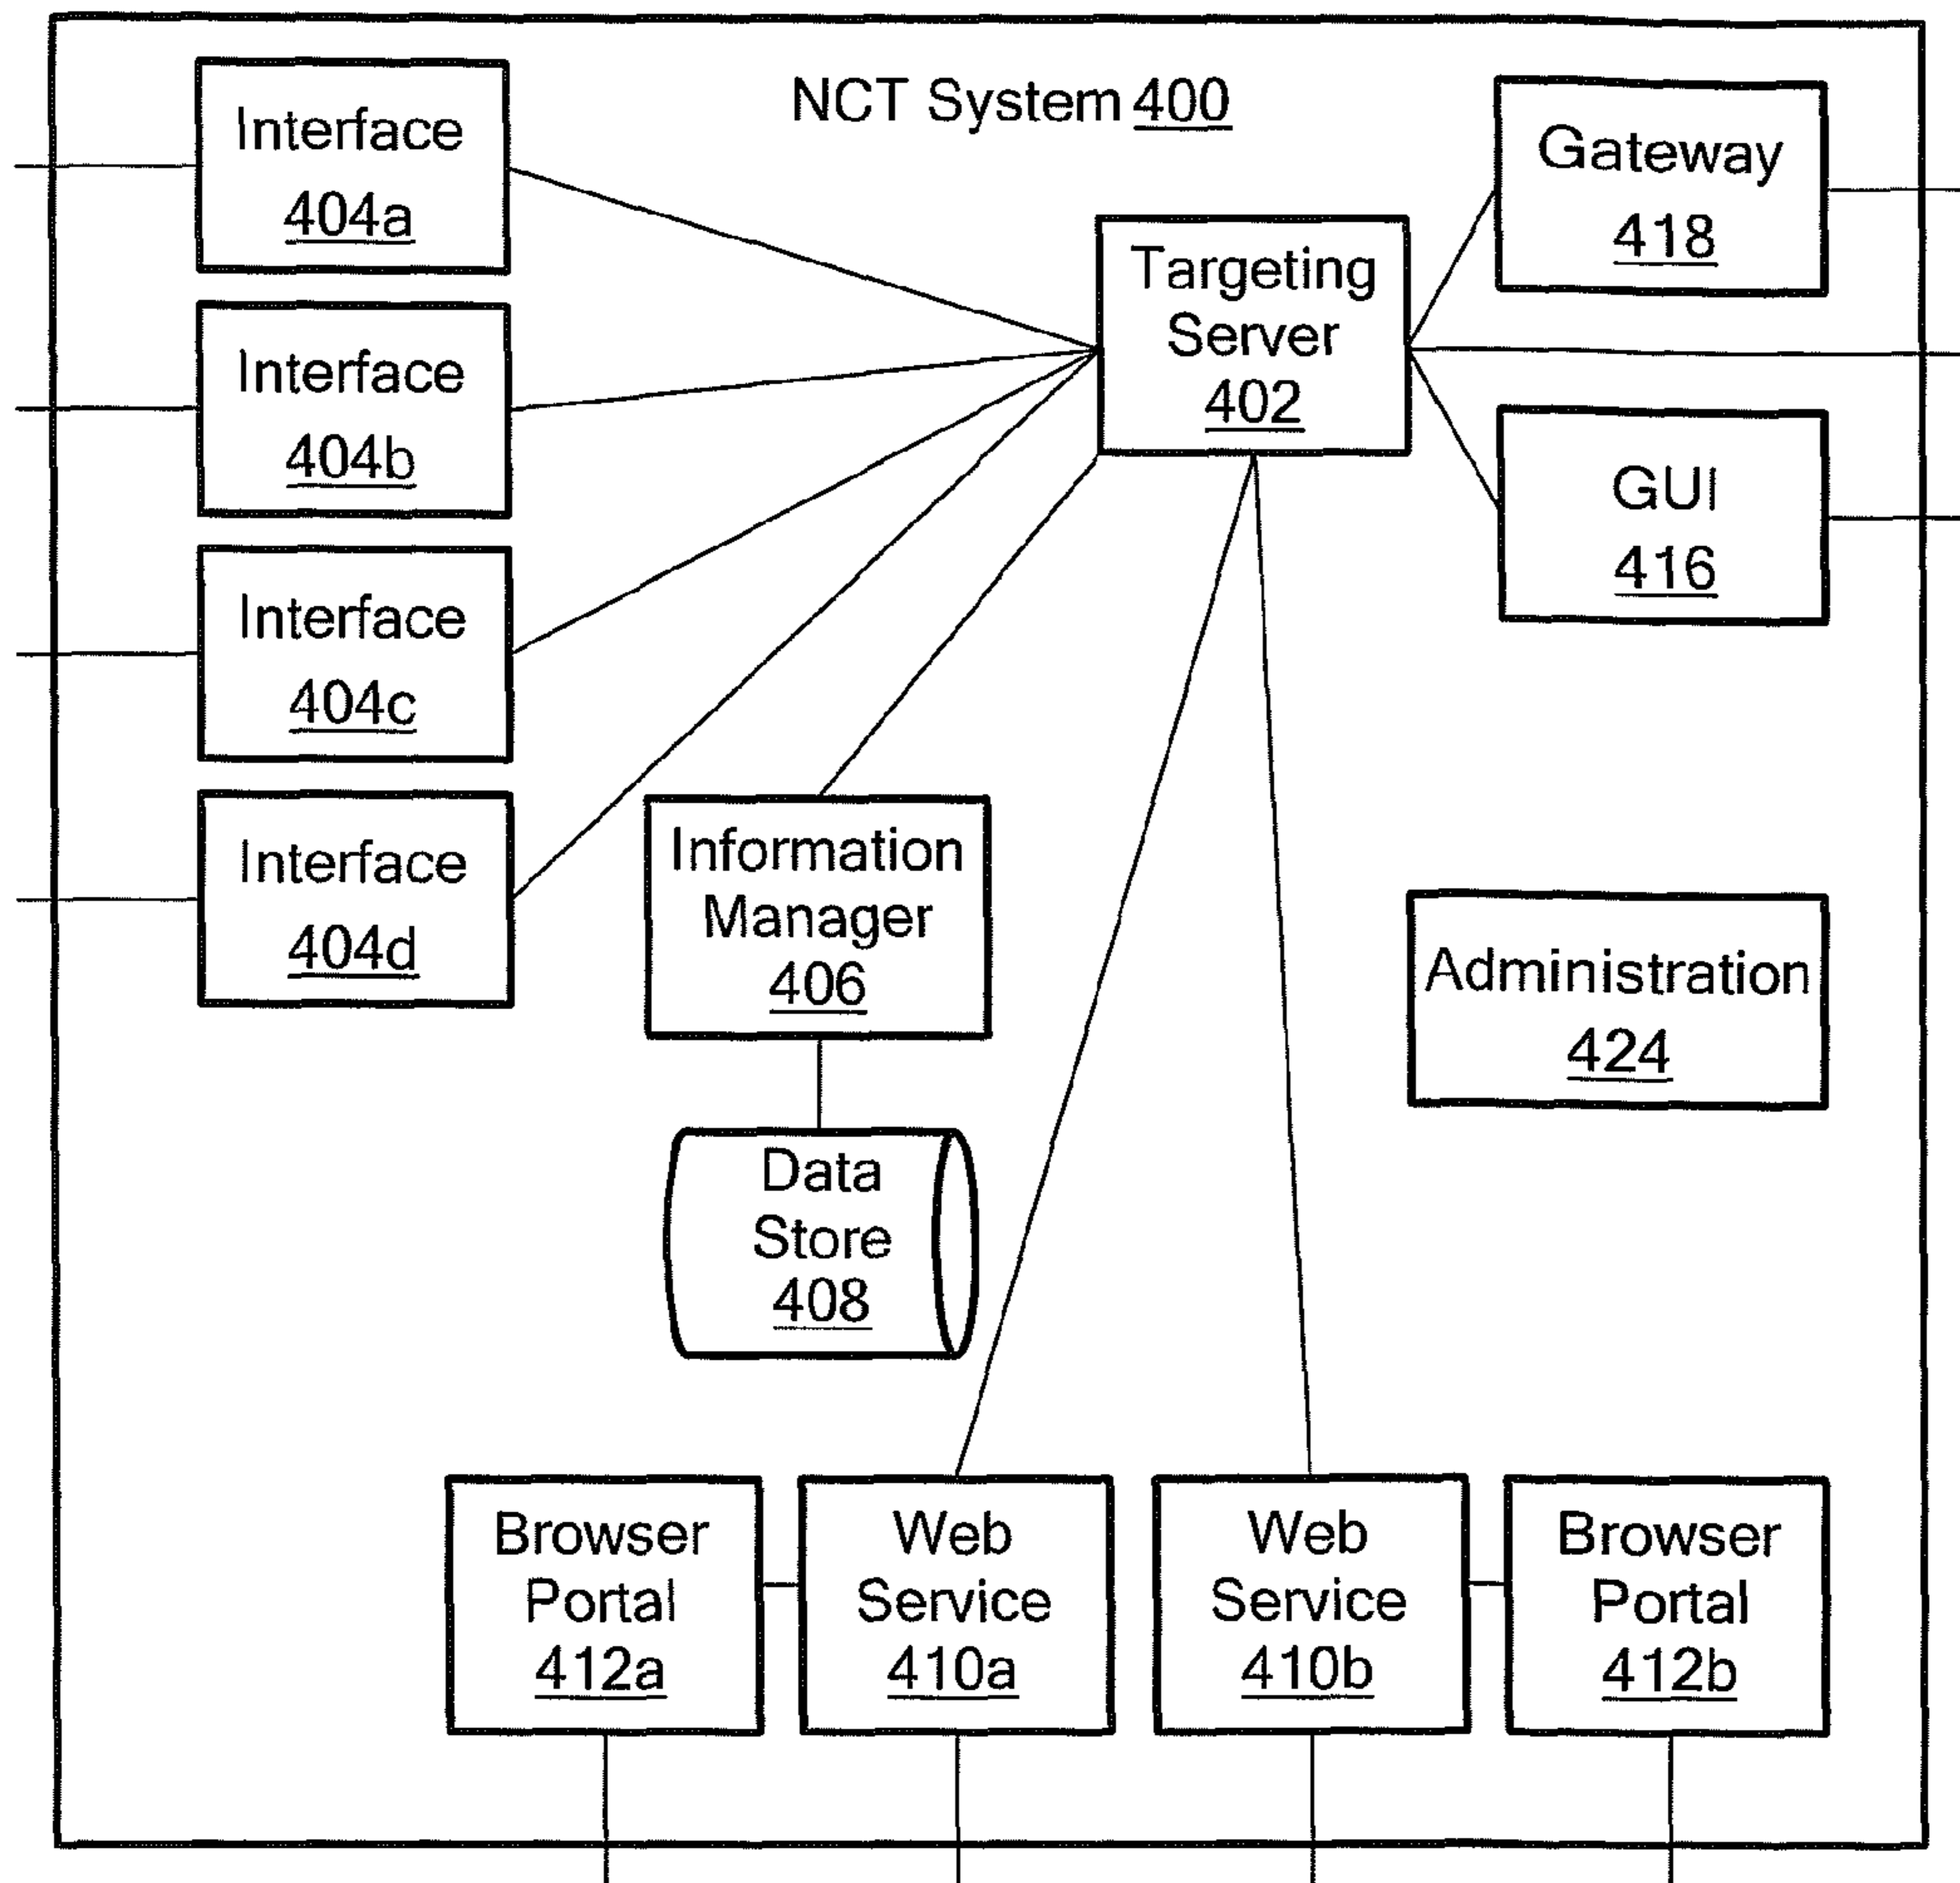 NCT System 400
Interface
404a
Interface
404b
Interface
404c
Interface
404d
Targeting
Server
402
Gateway
418
GUI
416
Information
Manager
406
Data
Store
408
Administration
424
Browser
Portal
412a
Web
Service
410a
Web
Service
410b
Browser
Portal
412b